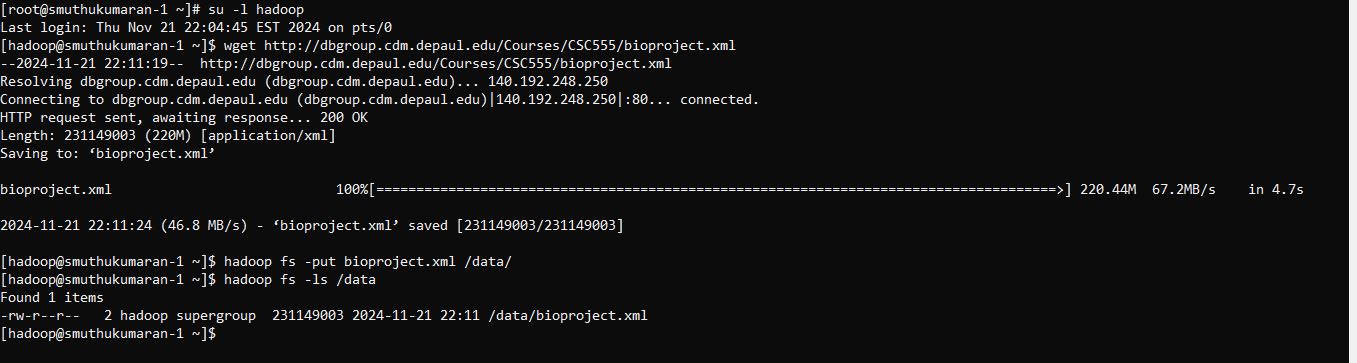 [root@smuthukumaran-1 ~]# su -l hadoop
Last login: Thu Nov 21 22:04:45 EST 2024 on pts/0
[hadoop@smuthukumaran-1 ~]$ wget http://dbgroup.cdm.depaul.edu/Courses/CSC555/bioproject.xml
--2024-11-21 22:11:19--  http://dbgroup.cdm.depaul.edu/Courses/CSC555/bioproject.xml
Resolving dbgroup.cdm.depaul.edu (dbgroup.cdm.depaul.edu)... 140.192.248.250
Connecting to dbgroup.cdm.depaul.edu (dbgroup.cdm.depaul.edu)|140.192.248.250|:80... connected.
HTTP request sent, awaiting response... 200 OK
Length: 231149003 (220M) [application/xml]
Saving to: ‘bioproject.xml’
bioproject.xml                            100%[=====================================================================================>] 220.44M  67.2MB/s    in 4.7s
2024-11-21 22:11:24 (46.8 MB/s) - ‘bioproject.xml’ saved [231149003/231149003]
[hadoop@smuthukumaran-1 ~]$ hadoop fs -put bioproject.xml /data/
[hadoop@smuthukumaran-1 ~]$ hadoop fs -ls /data
Found 1 items
-rw-r--r--   2 hadoop supergroup  231149003 2024-11-21 22:11 /data/bioproject.xml
[hadoop@smuthukumaran-1 ~]$